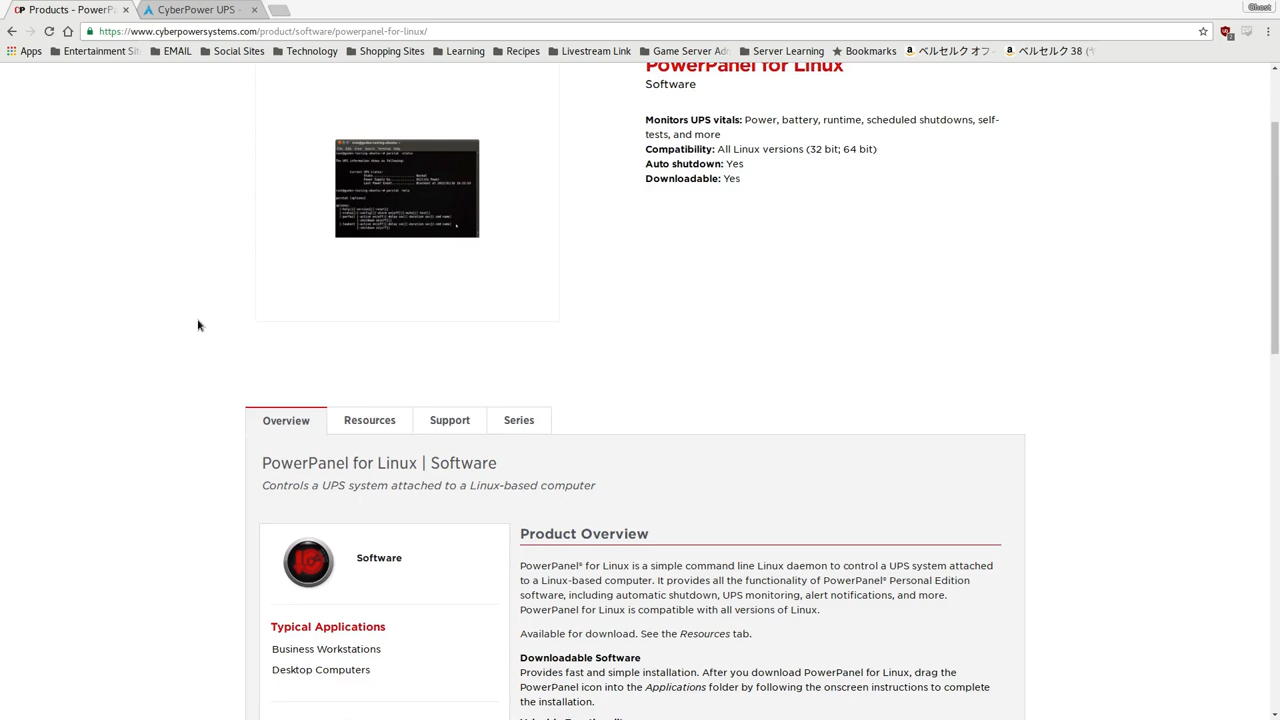 Products - PowerP
CyberPower UPS -
Ghost
https://www.cyberpowersystems.com/product/software/powerpanel-for-linux/
Apps Entertainment Sit EMAIL Social Sites Technology Shopping Sites Learning Recipes Livestream Link Game Server Ad Server Learning Bookmarks ベルセルク オフ ベルセルク 38 (ヤ
PowerPanel for Linux
Software
Monitors UPS vitals: Power, battery, runtime, scheduled shutdowns, self-
tests, and more
Compatibility: All Linux versions (32 bit; 64 bit)
Auto shutdown: Yes
Downloadable: Yes
Overview Resources Support Series
PowerPanel for Linux | Software
Controls a UPS system attached to a Linux-based computer
Software
Typical Applications
Business Workstations
Desktop Computers
Product Overview
PowerPanel® for Linux is a simple command line Linux daemon to control a UPS system attached
to a Linux-based computer. It provides all the functionality of PowerPanel® Personal Edition
software, including automatic shutdown, UPS monitoring, alert notifications, and more.
PowerPanel for Linux is compatible with all versions of Linux.
Available for download. See the Resources tab.
Downloadable Software
Provides fast and simple installation. After you download PowerPanel for Linux, drag the
PowerPanel icon into the Applications folder by following the onscreen instructions to complete
the installation.